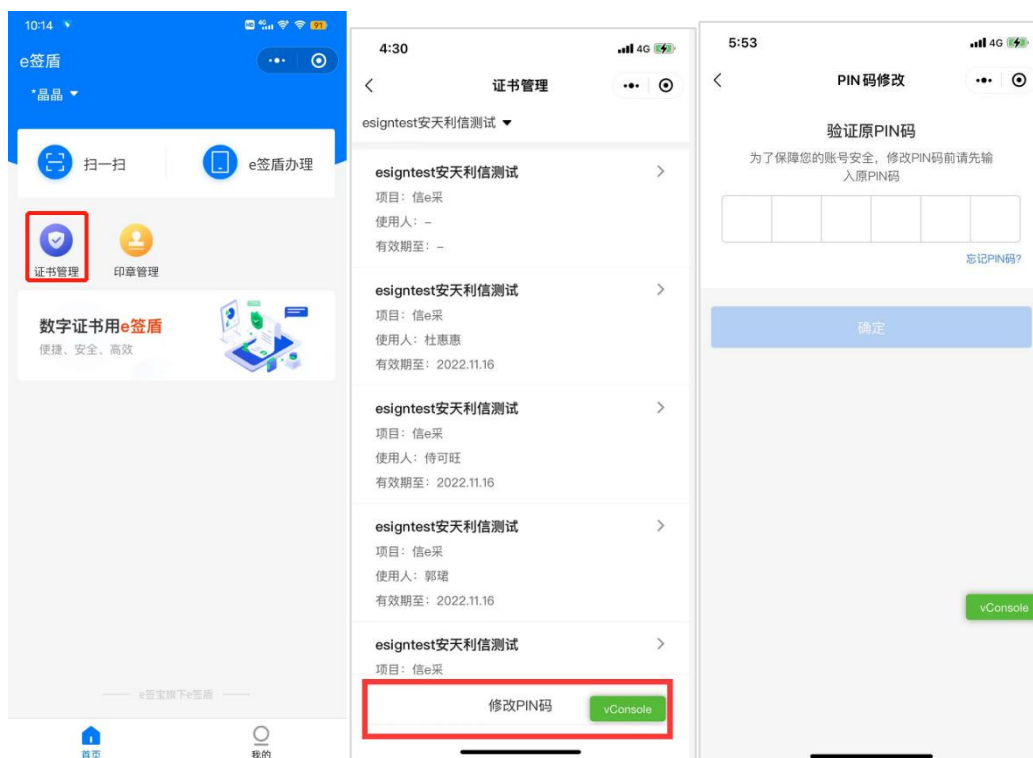 10:14
HD 4G 91
e签盾
*晶晶 ▼
扫一扫
e签盾办理
证书管理
印章管理
数字证书用e签盾
便捷、安全、高效
e签宝旗下e签盾
首页
我的
4:30
4G
证书管理
esigntest安天利信测试 ▼
esigntest安天利信测试
项目：信e采
使用人：–
有效期至：–
esigntest安天利信测试
项目：信e采
使用人：杜惠惠
有效期至：2022.11.16
esigntest安天利信测试
项目：信e采
使用人：侍可旺
有效期至：2022.11.16
esigntest安天利信测试
项目：信e采
使用人：郭珺
有效期至：2022.11.16
esigntest安天利信测试
项目：信e采
修改PIN码
vConsole
5:53
4G
PIN码修改
验证原PIN码
为了保障您的账号安全，修改PIN码前请先输
入原PIN码
忘记PIN码?
确定
vConsole